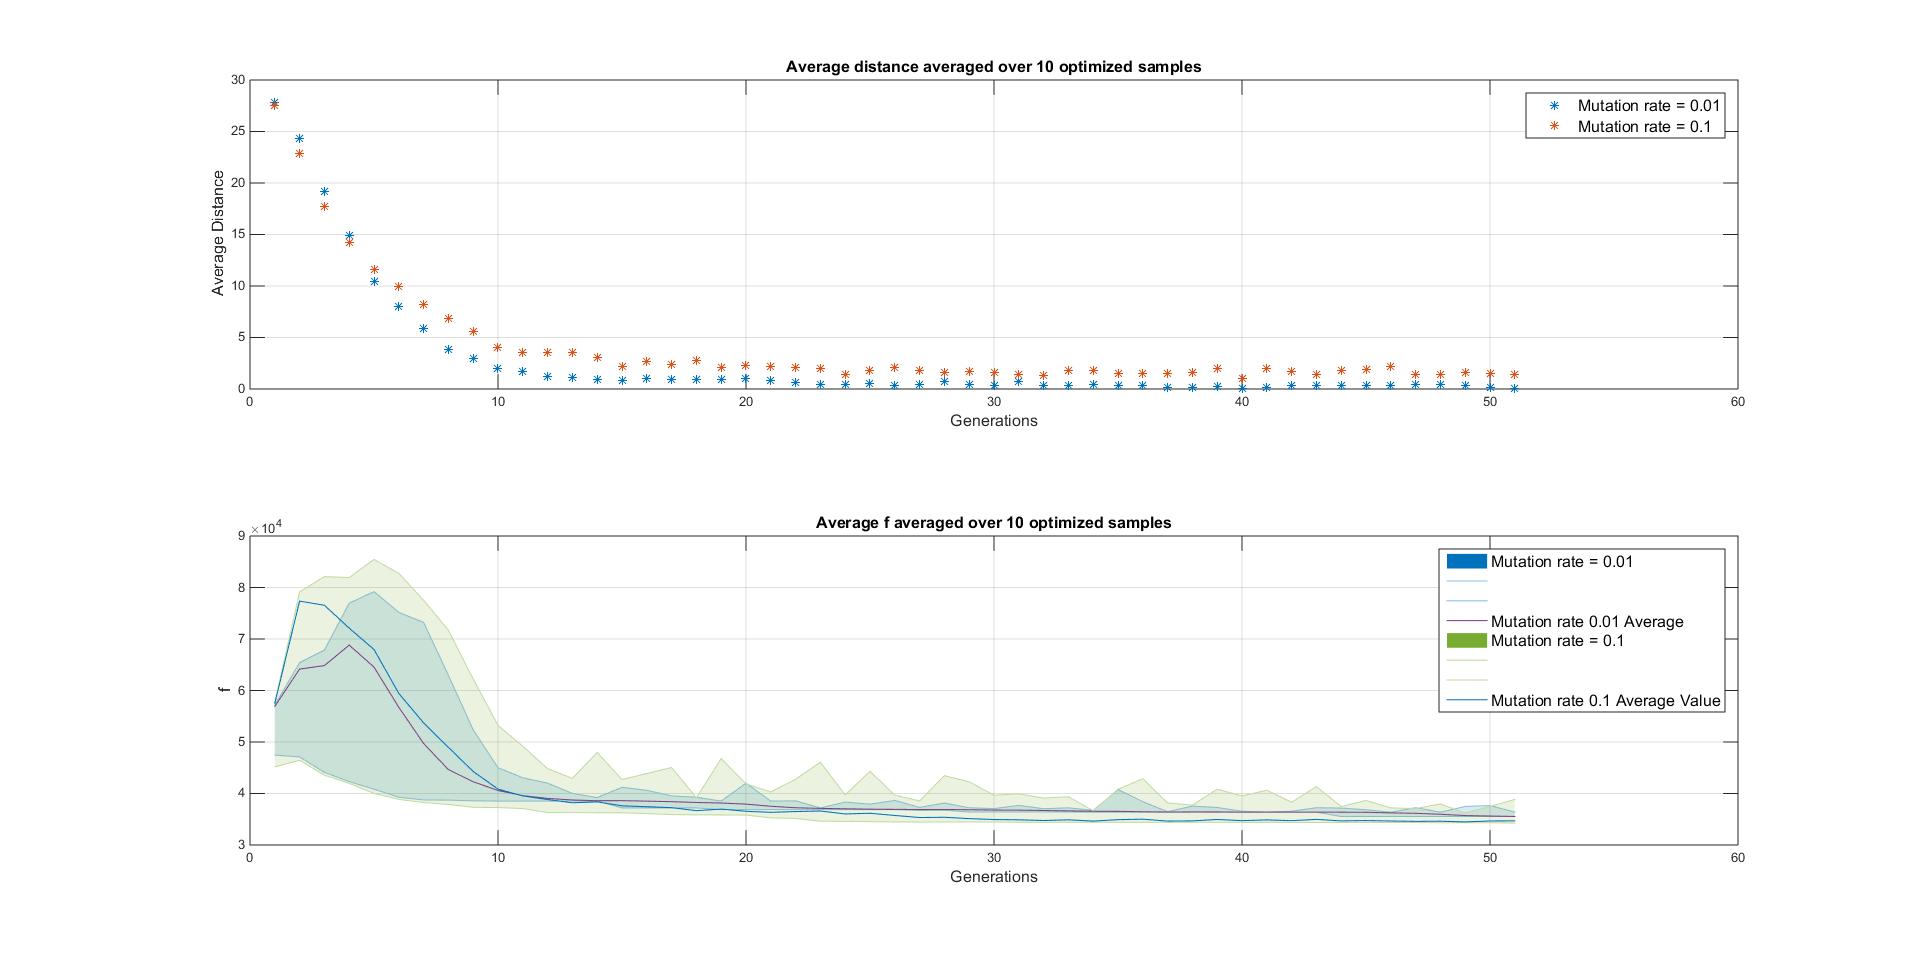 Average distance averaged over 10 optimized samples
30
25
20
15
10
5
0
Average Distance
0 10 20 30 40 50 60
Generations
Mutation rate = 0.01
Mutation rate = 0.1
Average f averaged over 10 optimized samples
×10⁴
9
8
7
6
5
4
3
f
0 10 20 30 40 50 60
Generations
Mutation rate = 0.01
Mutation rate 0.01 Average
Mutation rate = 0.1
Mutation rate 0.1 Average Value